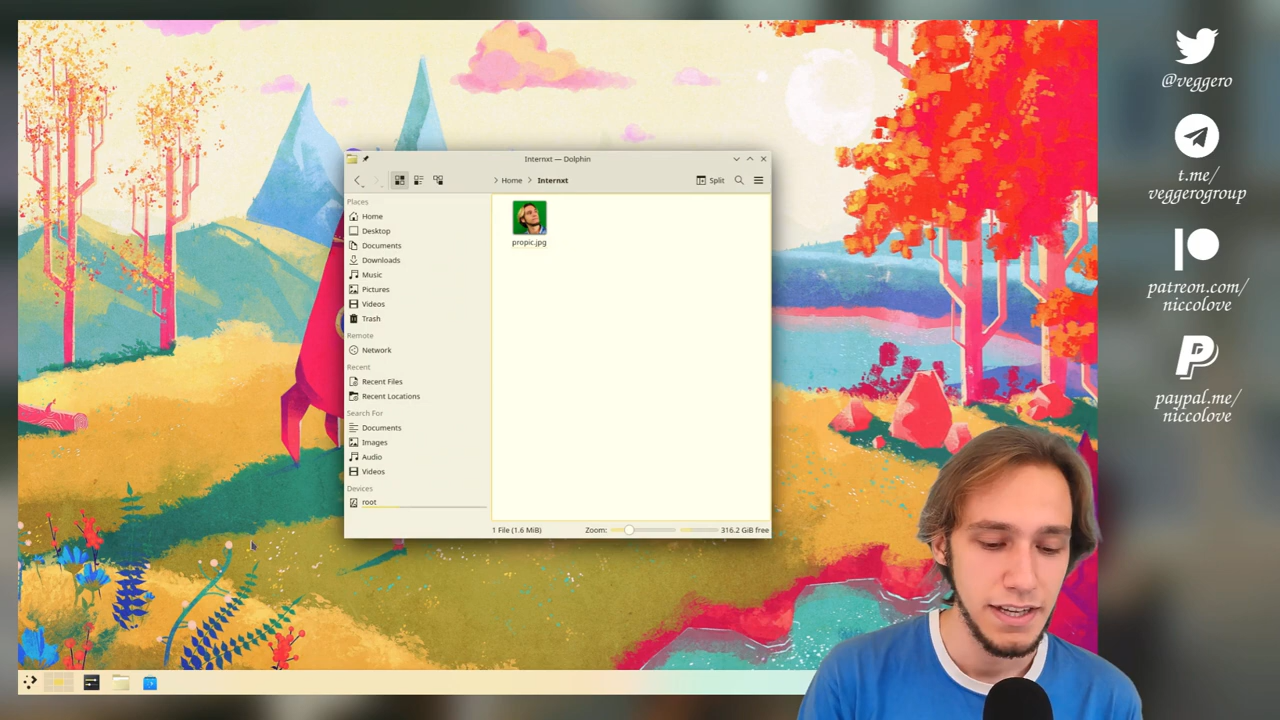 Internxt — Dolphin
Home
Internxt
Split
Places
Home
Desktop
Documents
Downloads
Music
Pictures
Videos
Trash
Remote
Network
Recent
Recent Files
Recent Locations
Search For
Documents
Images
Audio
Videos
Devices
root
propic.jpg
1 File (1.6 MiB)
Zoom:
316.2 GiB free
@veggero
t.me/
veggerogroup
patreon.com/
niccolove
paypal.me/
niccolove